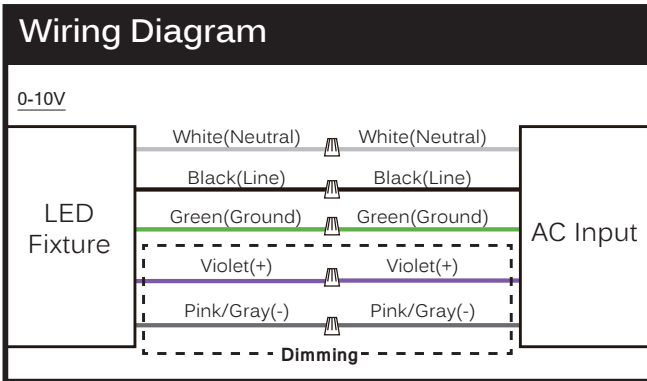 Wiring Diagram
0-10V
White(Neutral) White(Neutral)
Black(Line) Black(Line)
Green(Ground) Green(Ground)
LED
Fixture
AC Input
Violet(+) Violet(+)
Pink/Gray(-) Pink/Gray(-)
Dimming